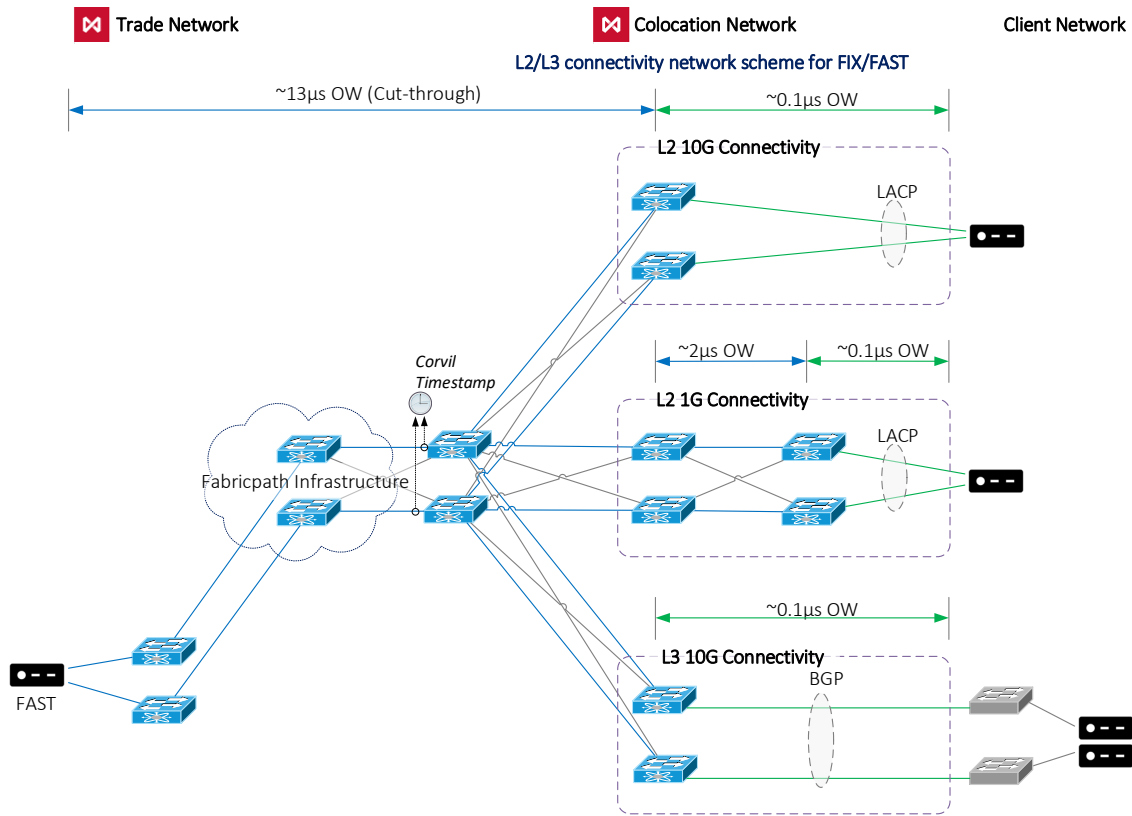 Trade Network
Colocation Network
Client Network
L2/L3 connectivity network scheme for FIX/FAST
~13µs OW (Cut-through)
~0.1µs OW
L2 10G Connectivity
LACP
Corvil
Timestamp
~2µs OW
~0.1µs OW
L2 1G Connectivity
LACP
Fabricpath Infrastructure
~0.1µs OW
L3 10G Connectivity
BGP
FAST